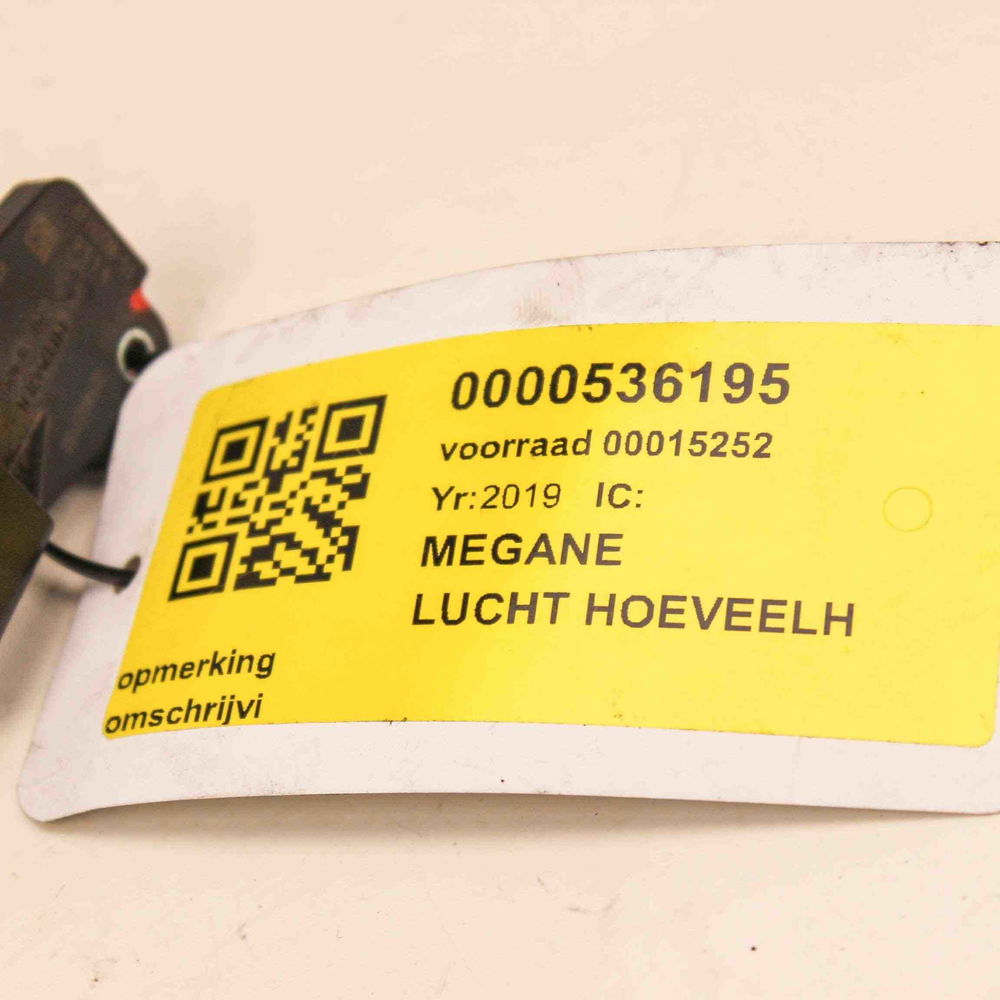 0000536195
voorraad 00015252
Yr:2019 IC:
MEGANE
LUCHT HOEVEELH
opmerking
omschrijvi